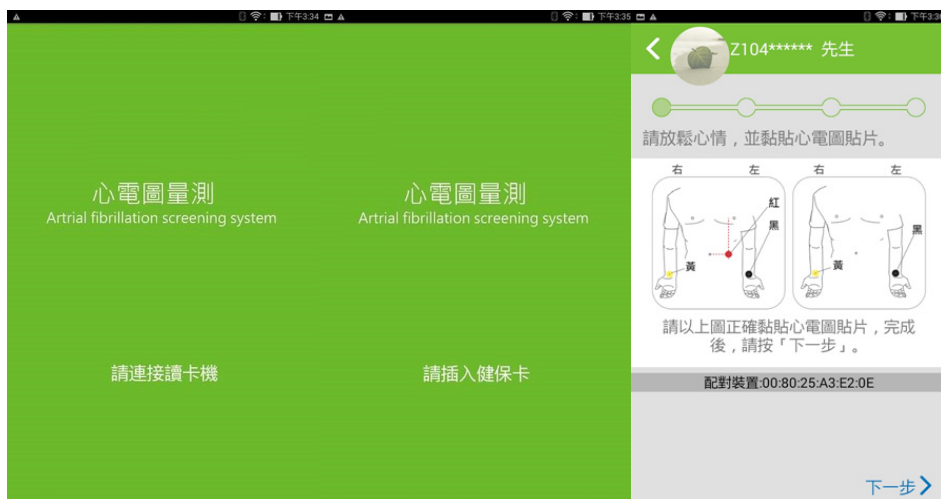 下午3:34
心電圖量測
Artrial fibrillation screening system
請連接讀卡機
下午3:35
心電圖量測
Artrial fibrillation screening system
請插入健保卡
下午3:3
Z104****** 先生
請放鬆心情，並黏貼心電圖貼片。
右 左 右 左
紅
黑 黑
黃 黃
請以上圖正確黏貼心電圖貼片，完成
後，請按「下一步」。
配對裝置:00:80:25:A3:E2:0E
下一步